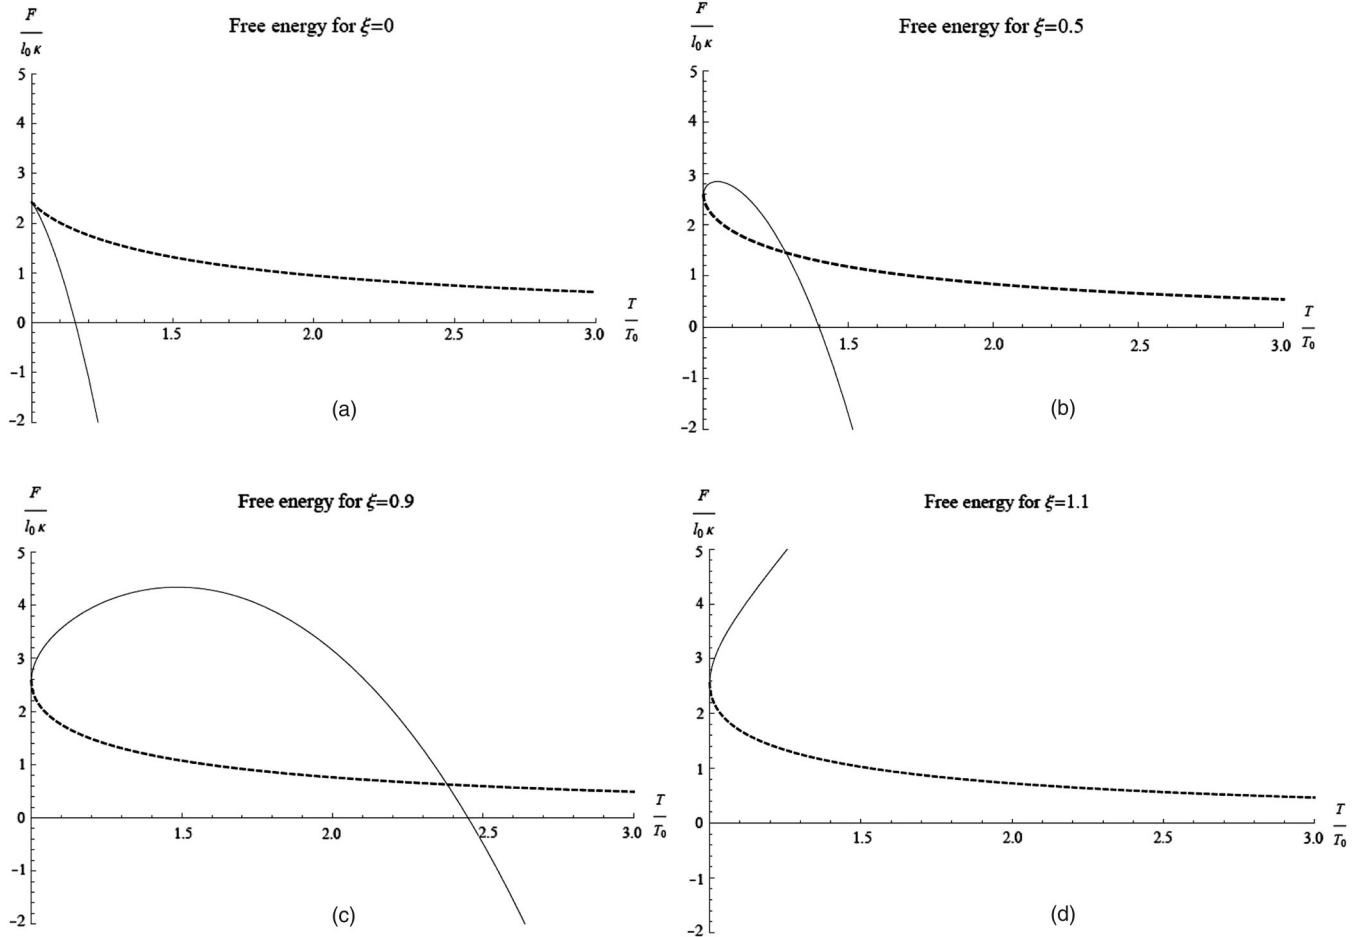 F
l₀ κ
Free energy for ξ=0
5
4
3
2
1
0
−1
−2
1.5
2.0
2.5
3.0
T
T₀
(a)
F
l₀ κ
Free energy for ξ=0.5
5
4
3
2
1
0
−1
−2
1.5
2.0
2.5
3.0
T
T₀
(b)
F
l₀ κ
Free energy for ξ=0.9
5
4
3
2
1
0
−1
−2
1.5
2.0
2.5
3.0
T
T₀
(c)
F
l₀ κ
Free energy for ξ=1.1
5
4
3
2
1
0
−1
−2
1.5
2.0
2.5
3.0
T
T₀
(d)